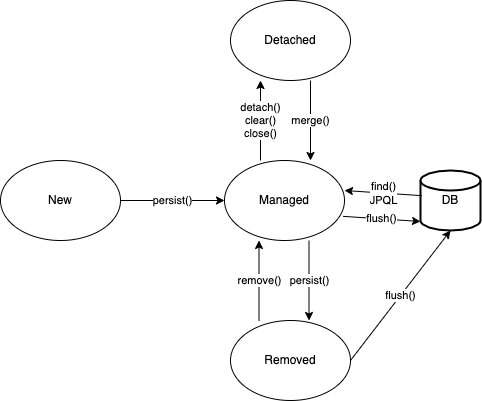 Detached
detach()
clear()
close()
merge()
New
persist()
Managed
find()
JPQL
flush()
DB
remove()
persist()
flush()
Removed